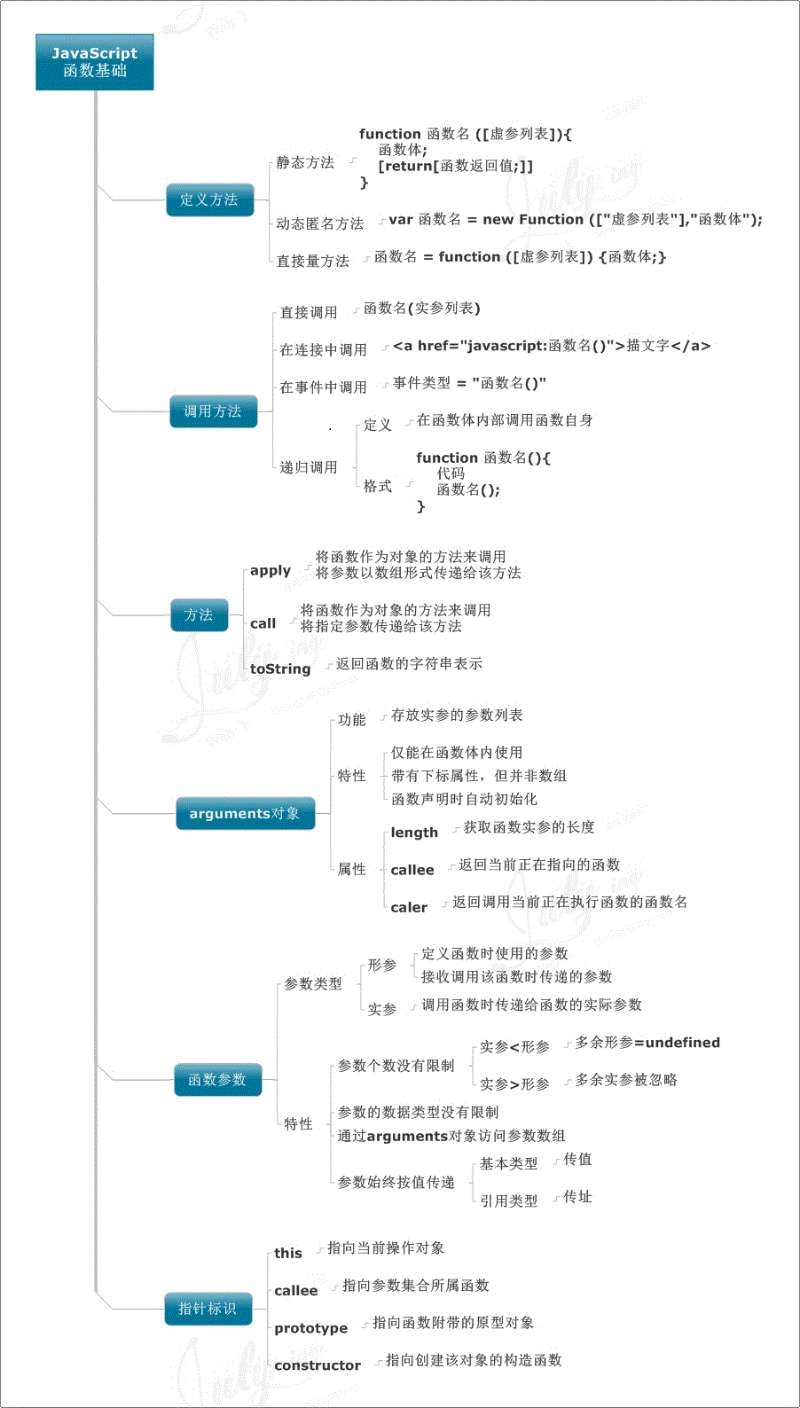 JavaScript
函数基础
定义方法
静态方法
function 函数名 ([虚参列表]){
函数体;
[return[函数返回值;]]
}
动态匿名方法
var 函数名 = new Function (["虚参列表"],"函数体");
直接量方法
函数名 = function ([虚参列表]) {函数体;}
调用方法
直接调用
函数名(实参列表)
在连接中调用
<a href="javascript:函数名()">描文字</a>
在事件中调用
事件类型 = "函数名()"
递归调用
定义
在函数体内部调用函数自身
格式
function 函数名(){
代码
函数名();
}
方法
apply
将函数作为对象的方法来调用
将参数以数组形式传递给该方法
call
将函数作为对象的方法来调用
将指定参数传递给该方法
toString
返回函数的字符串表示
arguments对象
功能
存放实参的参数列表
特性
仅能在函数体内使用
带有下标属性，但并非数组
函数声明时自动初始化
属性
length
获取函数实参的长度
callee
返回当前正在指向的函数
caler
返回调用当前正在执行函数的函数名
函数参数
参数类型
形参
定义函数时使用的参数
接收调用该函数时传递的参数
实参
调用函数时传递给函数的实际参数
特性
参数个数没有限制
实参<形参
多余形参=undefined
实参>形参
多余实参被忽略
参数的数据类型没有限制
通过arguments对象访问参数数组
参数始终按值传递
基本类型
传值
引用类型
传址
指针标识
this
指向当前操作对象
callee
指向参数集合所属函数
prototype
指向函数附带的原型对象
constructor
指向创建该对象的构造函数